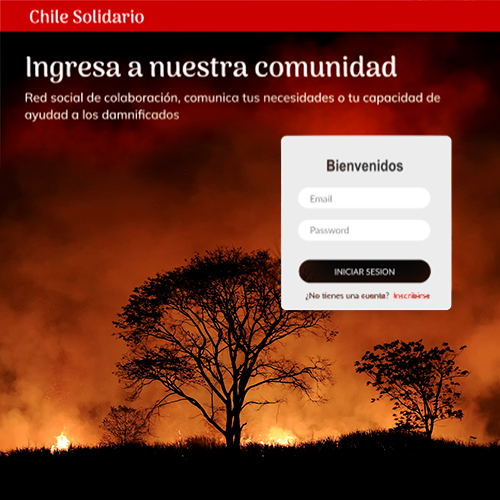 Chile Solidario
Ingresa a nuestra comunidad
Red social de colaboración, comunica tus necesidades o tu capacidad de
ayudad a los damnificados
Bienvenidos
Email
Password
INICIAR SESION
¿No tienes una cuenta? Inscribirse